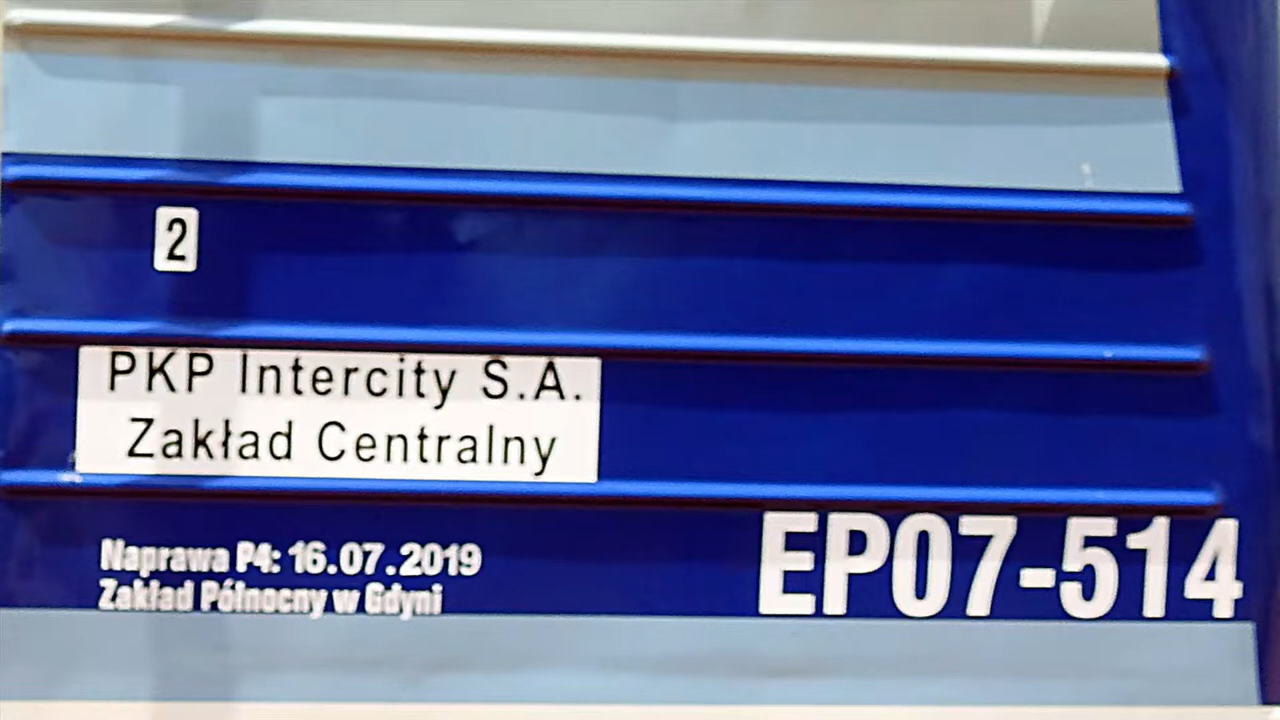 2
PKP Intercity S.A.
Zakład Centralny
EP07-514
Naprawa P4: 16.07.2019
Zakład Północny w Gdyni